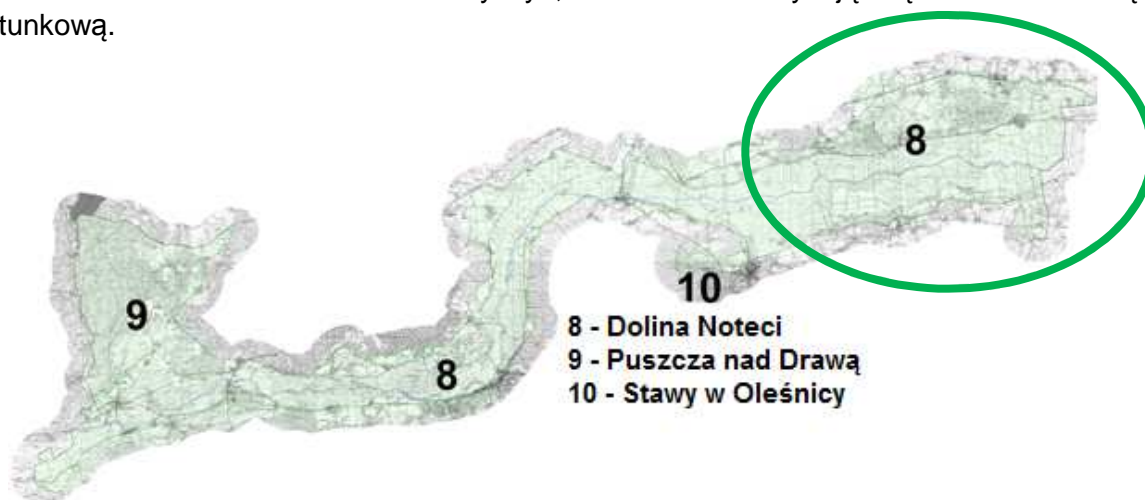 tunkową.
8
9
10
8
8 - Dolina Noteci
9 - Puszcza nad Drawą
10 - Stawy w Oleśnicy